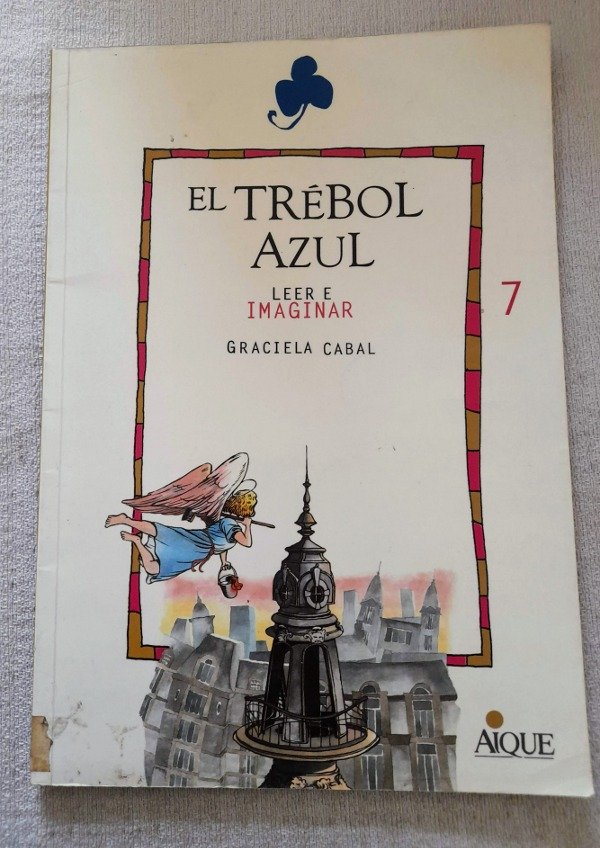 EL TRÉBOL
AZUL
LEER E
IMAGINAR
7
GRACIELA CABAL
AIQUE